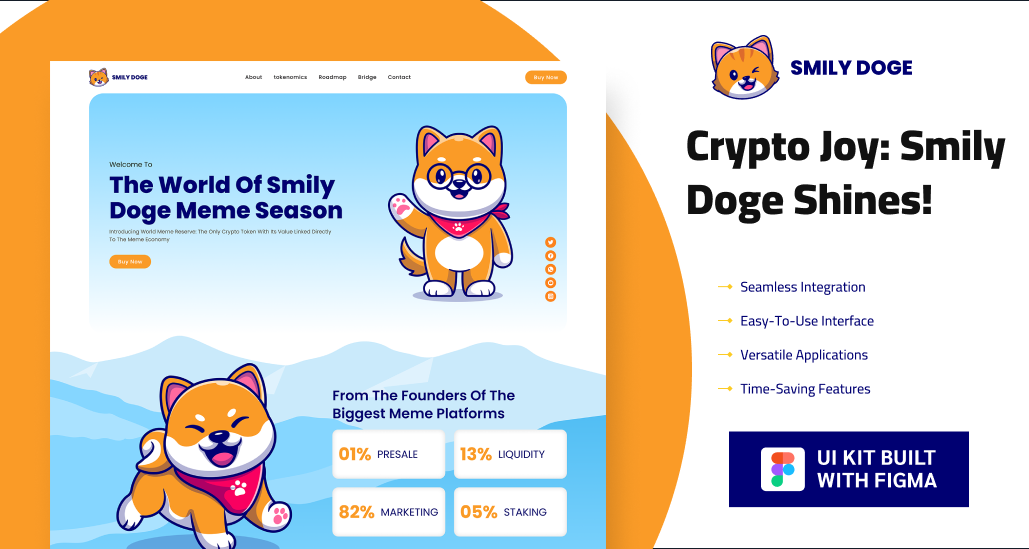 SMILY DOGE
About tokenomics Roadmap Bridge Contact
Buy Now
Welcome To
The World Of Smily
Doge Meme Season
Introducing World Meme Reserve: The Only Crypto Token With Its Value Linked Directly
To The Meme Economy
Buy Now
From The Founders Of The
Biggest Meme Platforms
01% PRESALE
13% LIQUIDITY
82% MARKETING
05% STAKING
SMILY DOGE
Crypto Joy: Smily
Doge Shines!
Seamless Integration
Easy-To-Use Interface
Versatile Applications
Time-Saving Features
UI KIT BUILT
WITH FIGMA